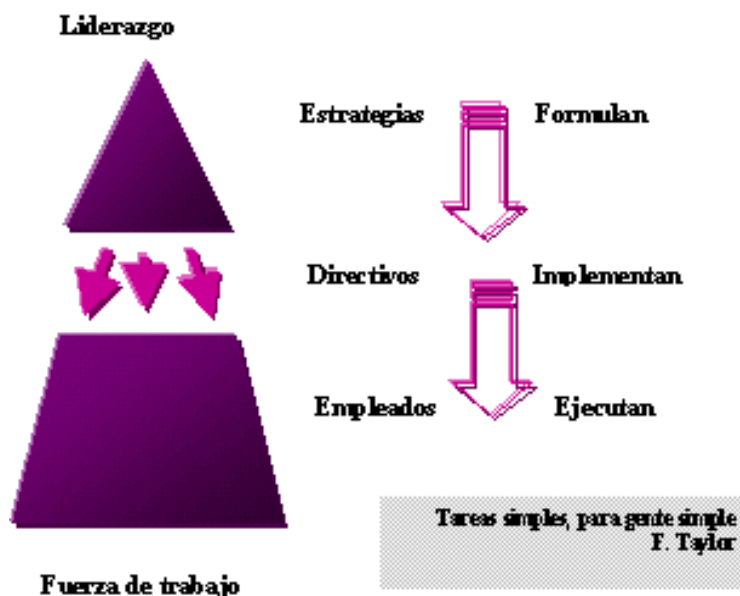 Liderazgo
Estrategias Formulan
Directivos Implementan
Empleados Ejecutan
Tareas simples, para gente simple
F. Taylor
Fuerza de trabajo